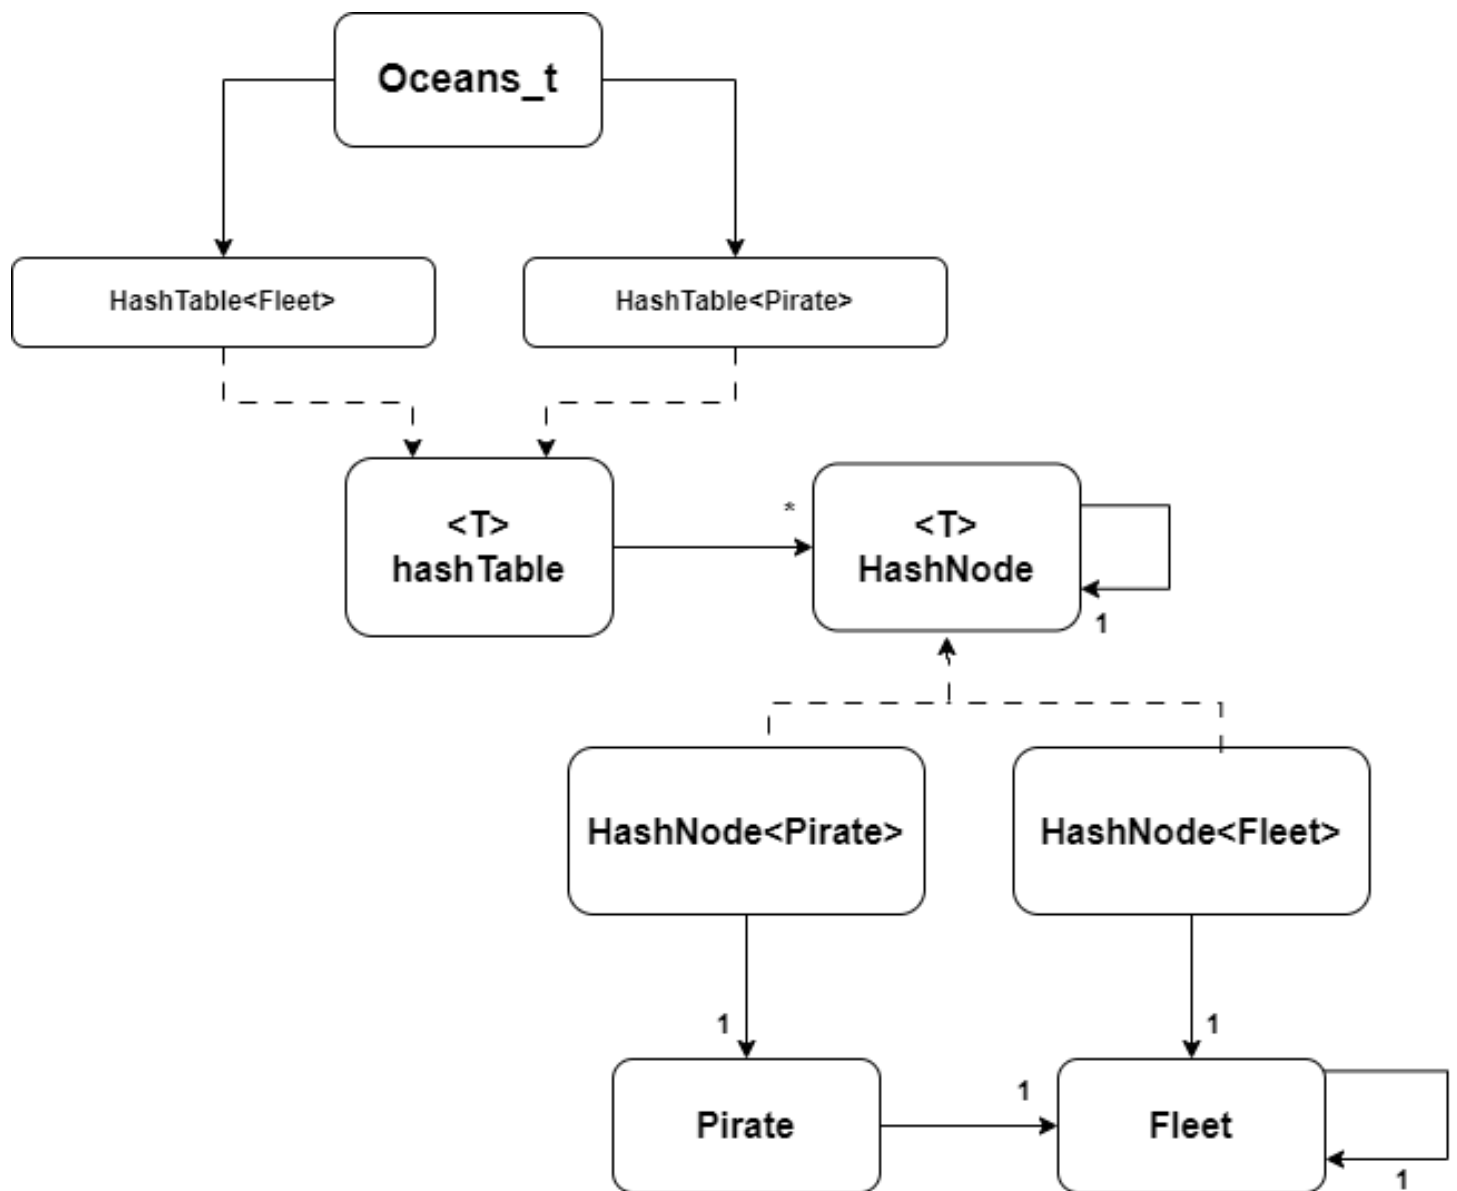 Oceans_t
HashTable<Fleet>
HashTable<Pirate>
<T>
hashTable
*
<T>
HashNode
1
HashNode<Pirate>
HashNode<Fleet>
1
1
Pirate
1
Fleet
1